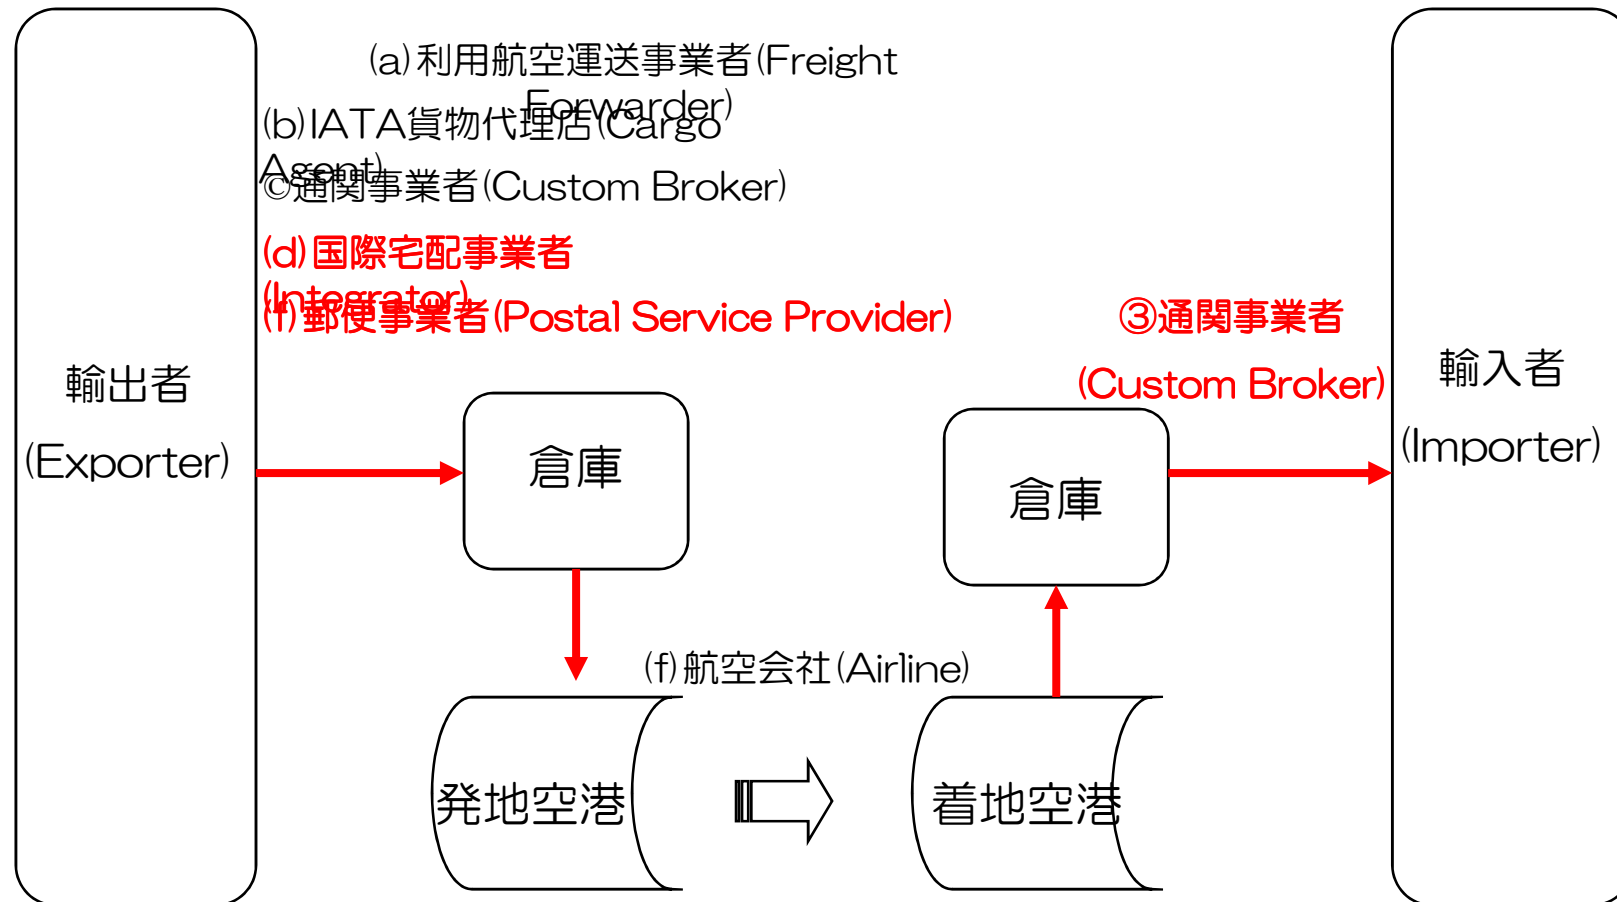 (a)利用航空運送事業者(Freight
Forwarder)
(b)IATA貨物代理店(Cargo
Agent)
©通関事業者(Custom Broker)
(d)国際宅配事業者
(Integrator)
(f)郵便事業者(Postal Service Provider)
③通関事業者
(Custom Broker)
輸出者
(Exporter)
倉庫
倉庫
輸入者
(Importer)
(f)航空会社(Airline)
発地空港
着地空港